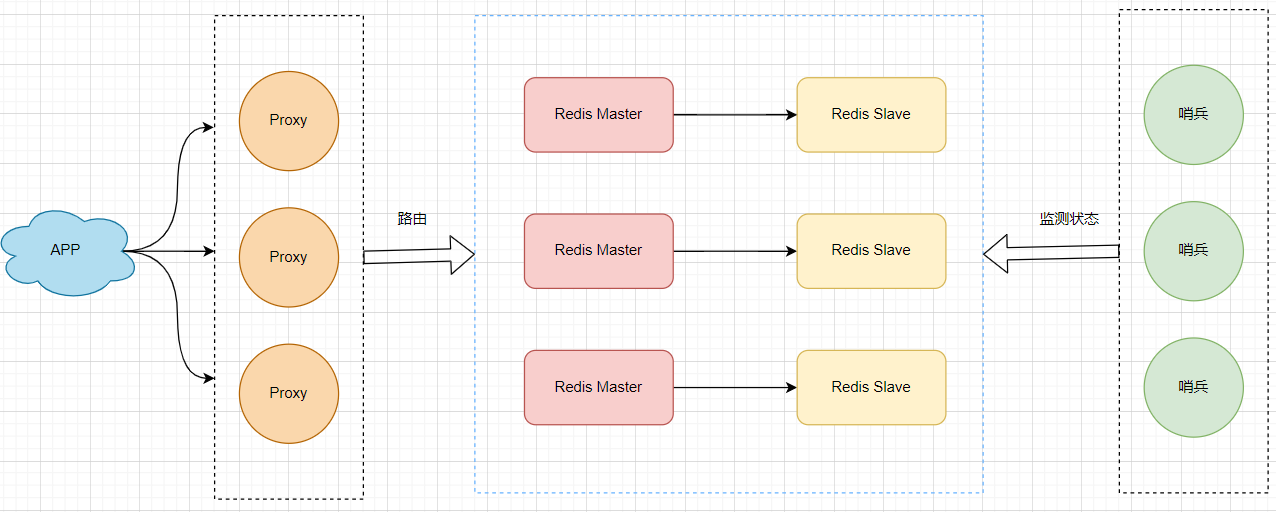 APP
Proxy
Proxy
Proxy
路由
Redis Master
Redis Slave
Redis Master
Redis Slave
Redis Master
Redis Slave
监测状态
哨兵
哨兵
哨兵